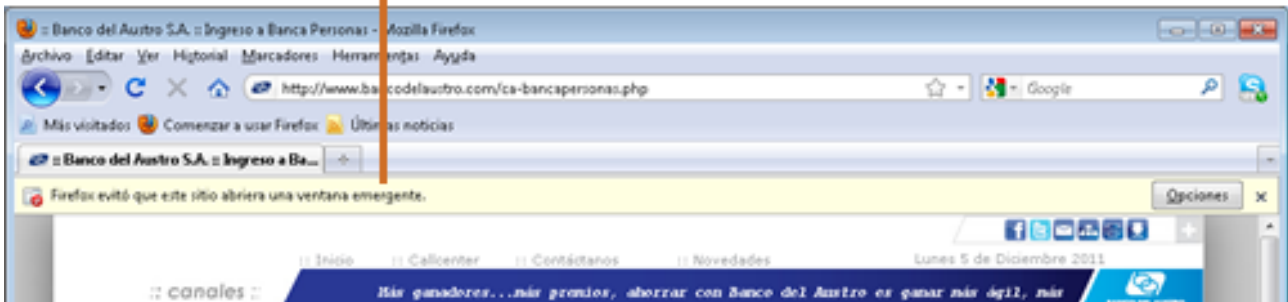 :: Banco del Austro S.A. :: Ingreso a Banca Personas - Mozilla Firefox
Archivo Editar Ver Historial Marcadores Herramientas Ayuda
http://www.bancodelaustro.com/ca-bancapersonas.php
Google
Más visitados Comenzar a usar Firefox Últimas noticias
:: Banco del Austro S.A. :: Ingreso a Ba...
Firefox evitó que este sitio abriera una ventana emergente.
Opciones
:: Inicio :: Callcenter :: Contáctanos :: Novedades Lunes 5 de Diciembre 2011
:: canales ::
Más ganadores...más premios, ahorrar con Banco del Austro es ganar más ágil, más